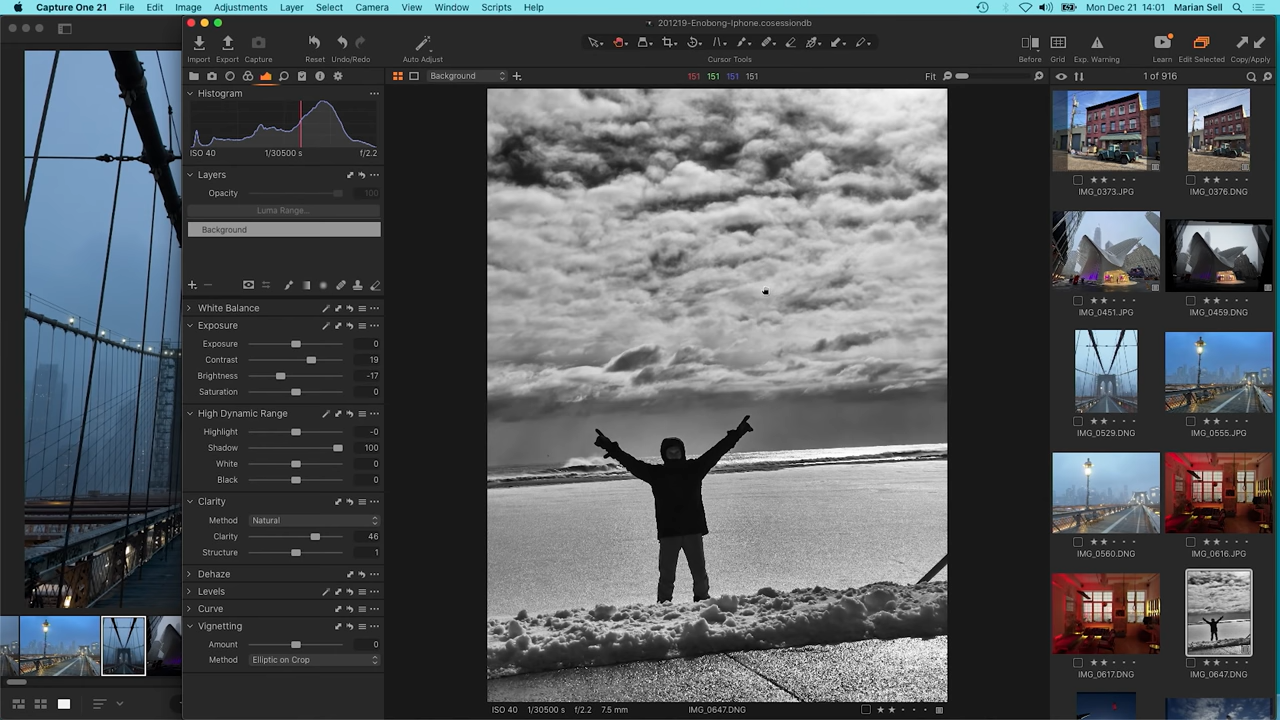 Capture One 21 File Edit Image Adjustments Layer Select Camera View Window Scripts Help Mon Dec 21 14:01 Marian Sell
201219-Enobong-Iphone.cosessiondb
Import Export Capture Reset Undo/Redo Auto Adjust Cursor Tools Before Grid Exp. Warning Learn Edit Selected Copy/Apply
Background 151 151 151 151 Fit 1 of 916
Histogram
ISO 40 1/30500 s f/2.2
Layers
Opacity 100
Luma Range...
Background
White Balance
Exposure
Exposure 0
Contrast 19
Brightness -17
Saturation 0
High Dynamic Range
Highlight -0
Shadow 100
White 0
Black 0
Clarity
Method Natural
Clarity 46
Structure 1
Dehaze
Levels
Curve
Vignetting
Amount 0
Method Elliptic on Crop
ISO 40 1/30500 s f/2.2 7.5 mm IMG_0647.DNG
IMG_0373.JPG IMG_0376.DNG
IMG_0451.JPG IMG_0459.DNG
IMG_0529.DNG IMG_0555.JPG
IMG_0560.DNG IMG_0616.JPG
IMG_0617.DNG IMG_0647.DNG